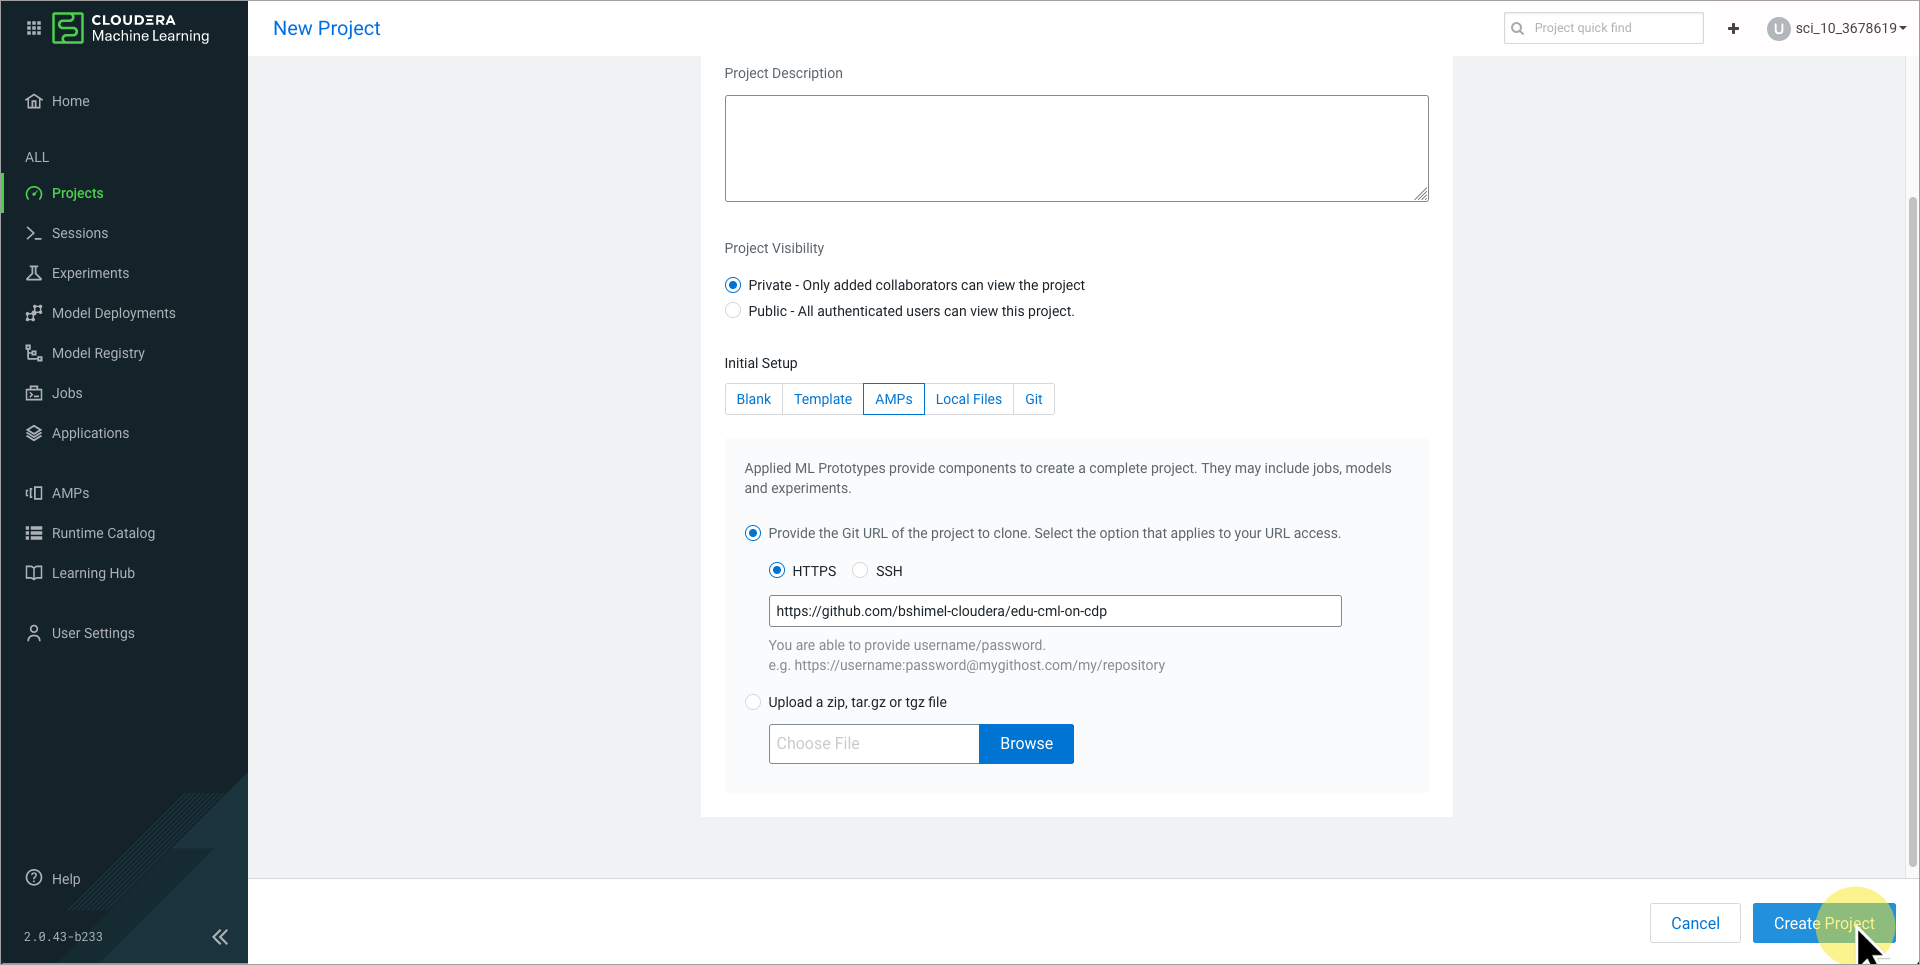 CLOUDERA
Machine Learning
New Project
Project quick find
U
sci_10_3678619
Home
ALL
Projects
Sessions
Experiments
Model Deployments
Model Registry
Jobs
Applications
AMPs
Runtime Catalog
Learning Hub
User Settings
Help
2.0.43-b233
Project Description
Project Visibility
Private - Only added collaborators can view the project
Public - All authenticated users can view this project.
Initial Setup
Blank Template AMPs Local Files Git
Applied ML Prototypes provide components to create a complete project. They may include jobs, models
and experiments.
Provide the Git URL of the project to clone. Select the option that applies to your URL access.
HTTPS SSH
https://github.com/bshimel-cloudera/edu-cml-on-cdp
You are able to provide username/password.
e.g. https://username:password@mygithost.com/my/repository
Upload a zip, tar.gz or tgz file
Choose File Browse
Cancel Create Project